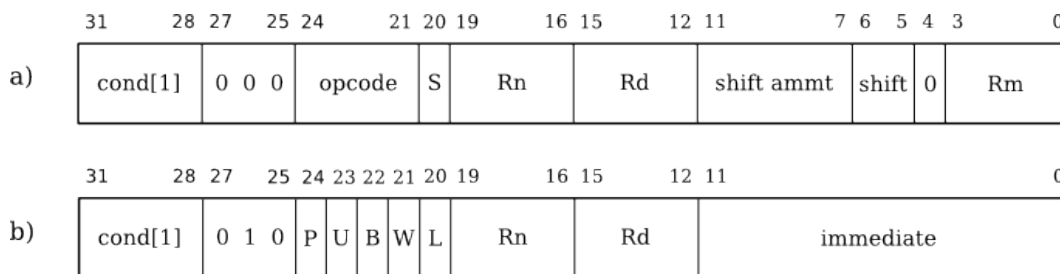 31 28 27 25 24 21 20 19 16 15 12 11 7 6 5 4 3 0
a) cond[1] 0 0 0 opcode S Rn Rd shift ammt shift 0 Rm
31 28 27 25 24 23 22 21 20 19 16 15 12 11 0
b) cond[1] 0 1 0 P U B W L Rn Rd immediate